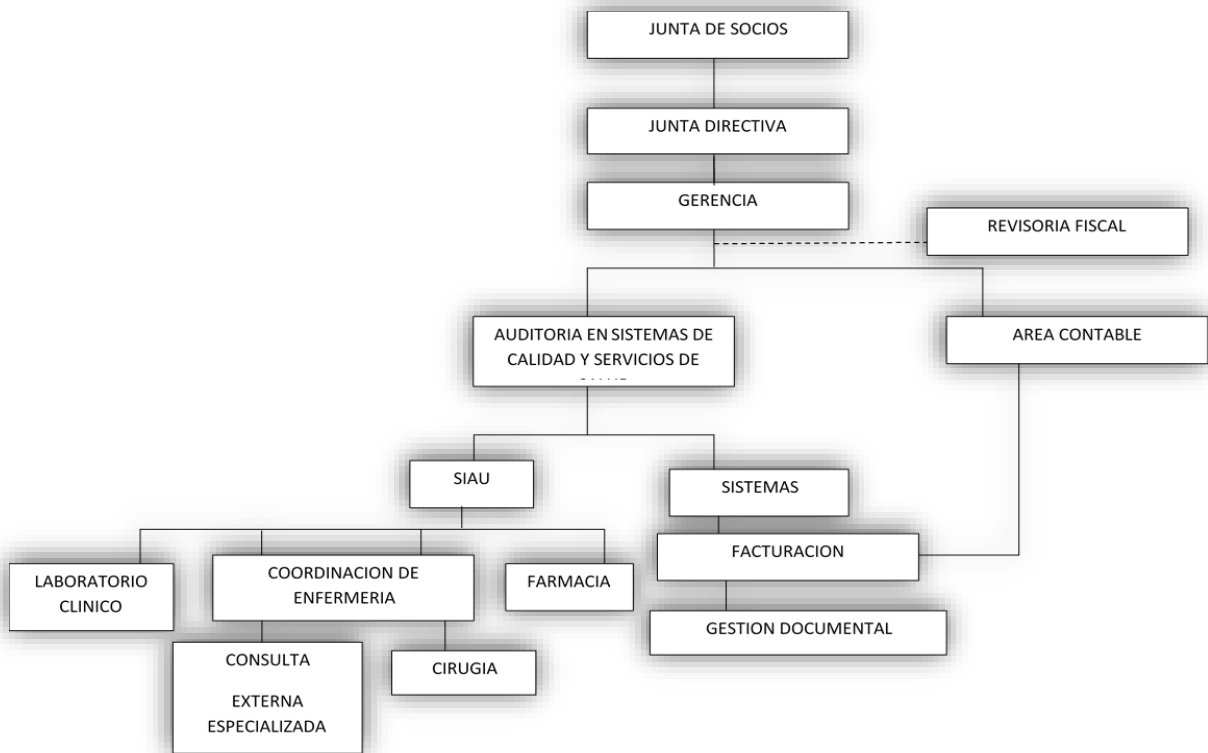 JUNTA DE SOCIOS
JUNTA DIRECTIVA
GERENCIA
REVISORIA FISCAL
AUDITORIA EN SISTEMAS DE
CALIDAD Y SERVICIOS DE
AREA CONTABLE
SIAU
SISTEMAS
FACTURACION
LABORATORIO
CLINICO
COORDINACION DE
ENFERMERIA
FARMACIA
GESTION DOCUMENTAL
CONSULTA
EXTERNA
ESPECIALIZADA
CIRUGIA